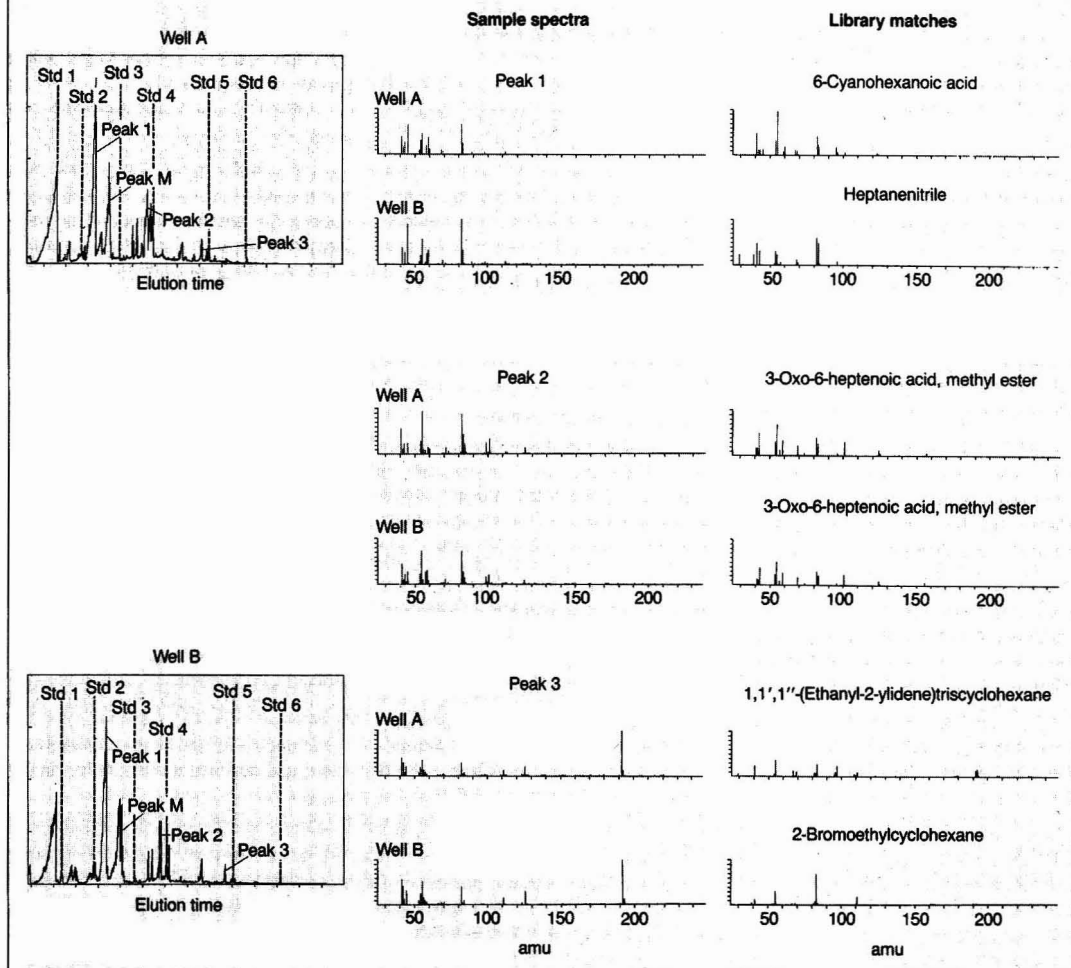 Sample spectra
Library matches
Well A
Std 1
Std 2
Std 3
Std 4
Std 5
Std 6
Peak 1
Peak M
Peak 2
Peak 3
Elution time
Peak 1
Well A
Well B
50 100 150 200
6-Cyanohexanoic acid
Heptanenitrile
50 100 150 200
Peak 2
Well A
Well B
50 100 150 200
3-Oxo-6-heptenoic acid, methyl ester
3-Oxo-6-heptenoic acid, methyl ester
50 100 150 200
Well B
Std 1
Std 2
Std 3
Std 4
Std 5
Std 6
Peak 1
Peak M
Peak 2
Peak 3
Elution time
Peak 3
Well A
Well B
50 100 150 200
amu
1,1′,1′′-(Ethanyl-2-ylidene)triscyclohexane
2-Bromoethylcyclohexane
50 100 150 200
amu